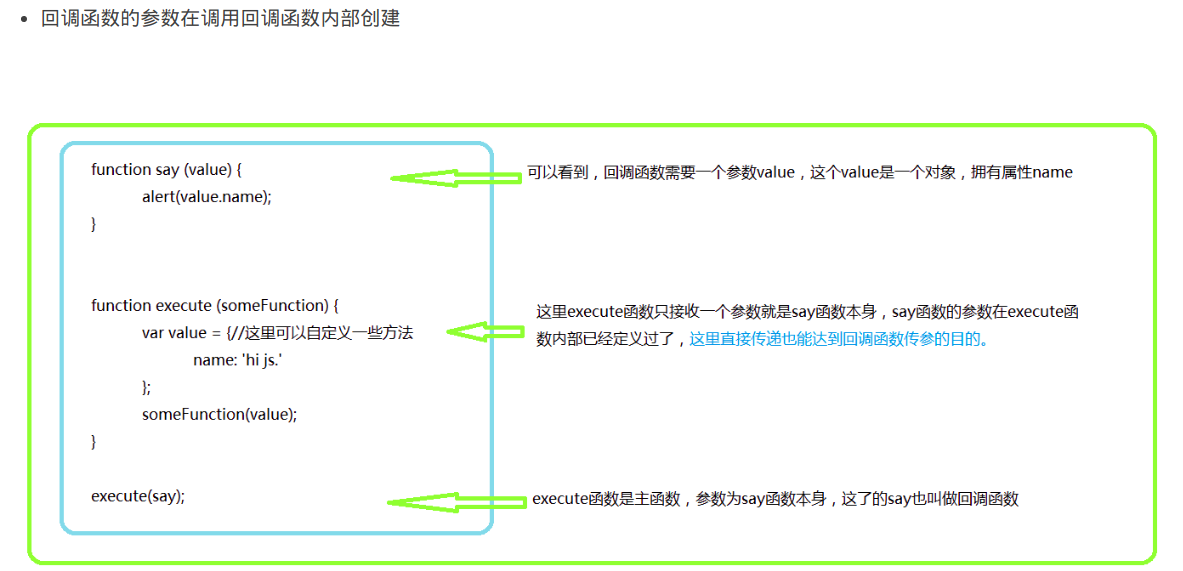 回调函数的参数在调用回调函数内部创建
function say (value) {
可以看到，回调函数需要一个参数value，这个value是一个对象，拥有属性name
alert(value.name);
}
function execute (someFunction) {
var value = {//这里可以自定义一些方法
name: 'hi js.'
};
someFunction(value);
}
这里execute函数只接收一个参数就是say函数本身，say函数的参数在execute函
数内部已经定义过了，这里直接传递也能达到回调函数传参的目的。
execute(say);
execute函数是主函数，参数为say函数本身，这了的say也叫做回调函数